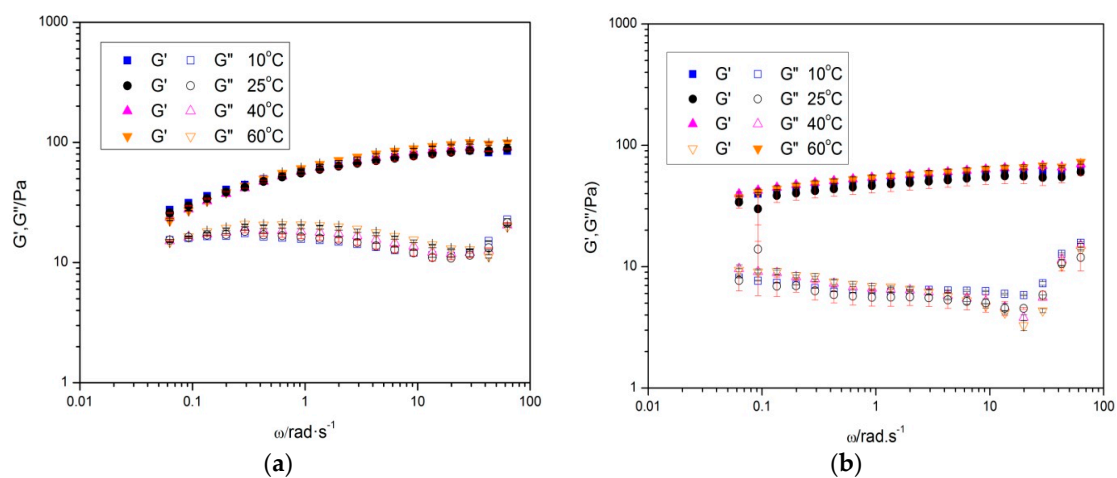 1000
100
10
1
0.01 0.1 1 10 100
G',G''/Pa
ω/rad·s⁻¹
G' G'' 10°C
G' G'' 25°C
G' G'' 40°C
G' G'' 60°C
(a)
1000
100
10
1
0.01 0.1 1 10 100
G',G''/Pa)
ω/rad.s⁻¹
G' G'' 10°C
G' G'' 25°C
G' G'' 40°C
G' G'' 60°C
(b)